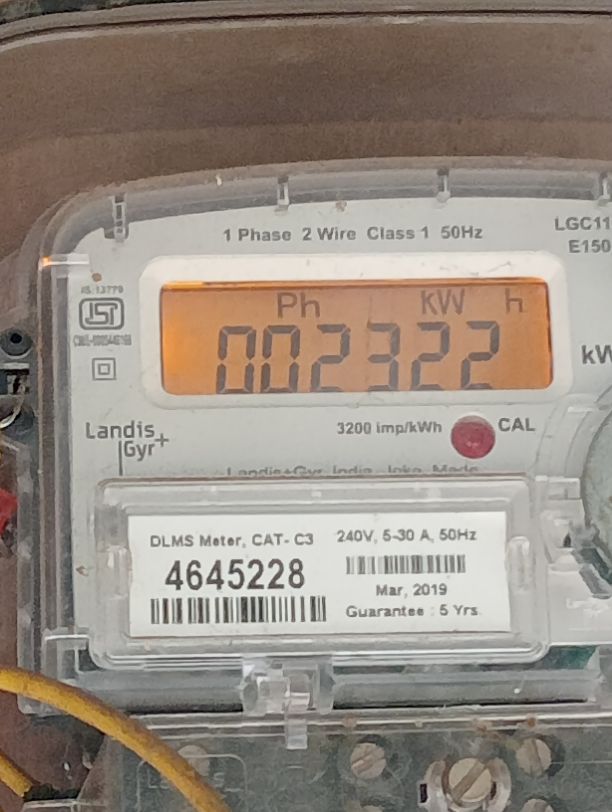 1 Phase 2 Wire Class 1 50Hz
LGC11
E150
IS:13779
ISI
Ph KW h
002322
kW
3200 imp/kWh
CAL
Landis+
Gyr
DLMS Meter, CAT- C3
4645228
240V, 5-30 A, 50Hz
Mar, 2019
Guarantee : 5 Yrs.